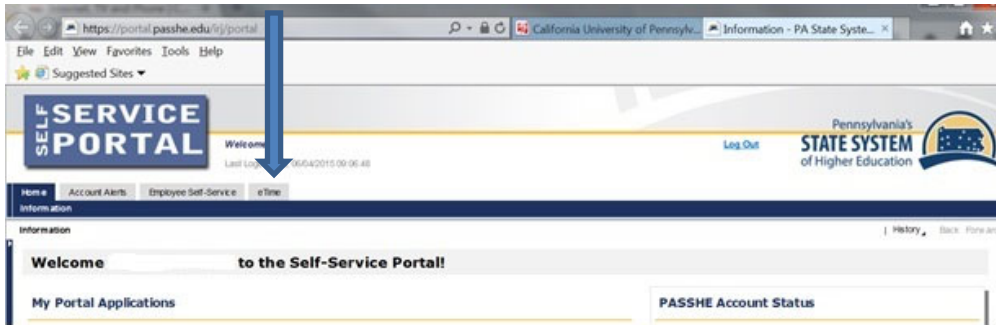 https://portal.passhe.edu/irj/portal
California University of Pennsylv...
Information - PA State Syste...
File Edit View Favorites Tools Help
Suggested Sites
SELF SERVICE PORTAL
Pennsylvania's
STATE SYSTEM
of Higher Education
Welcome
Log Out
Last Log 06/04/2015 09:06:48
Home Account Alerts Employee Self-Service eTime
Information
Information
| History Back Forward
Welcome to the Self-Service Portal!
My Portal Applications
PASSHE Account Status